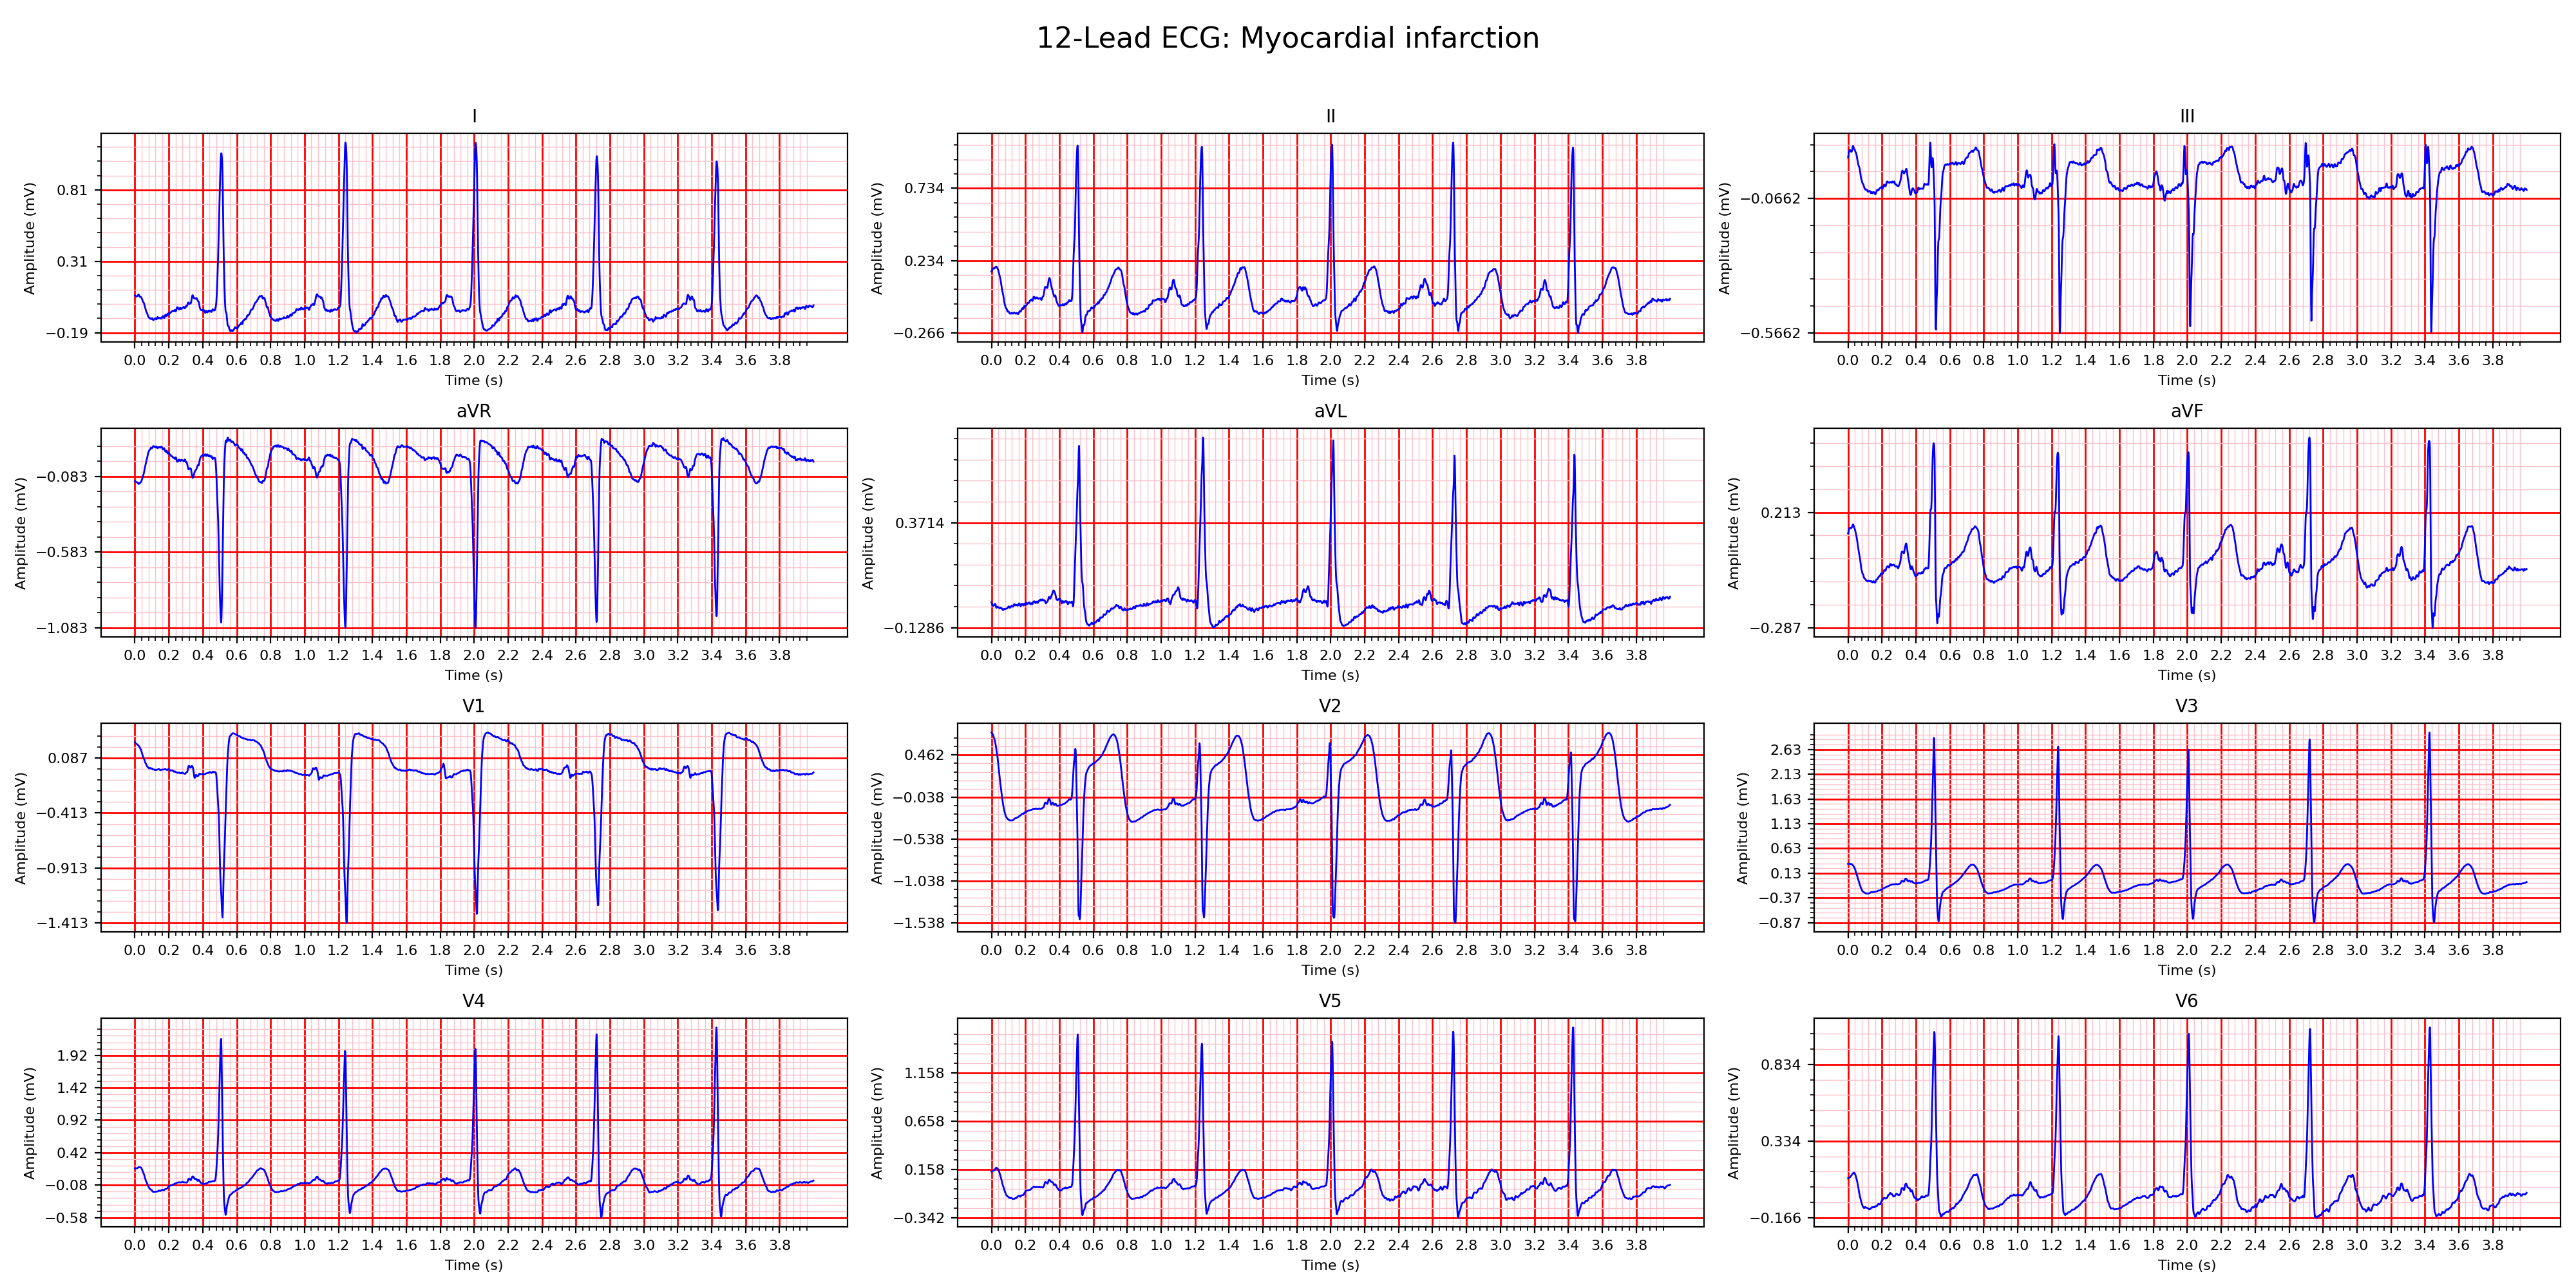 12-Lead ECG: Myocardial infarction
I
II
III
Amplitude (mV)
0.81
0.31
−0.19
0.0 0.2 0.4 0.6 0.8 1.0 1.2 1.4 1.6 1.8 2.0 2.2 2.4 2.6 2.8 3.0 3.2 3.4 3.6 3.8
Time (s)
Amplitude (mV)
0.734
0.234
−0.266
0.0 0.2 0.4 0.6 0.8 1.0 1.2 1.4 1.6 1.8 2.0 2.2 2.4 2.6 2.8 3.0 3.2 3.4 3.6 3.8
Time (s)
Amplitude (mV)
−0.0662
−0.5662
0.0 0.2 0.4 0.6 0.8 1.0 1.2 1.4 1.6 1.8 2.0 2.2 2.4 2.6 2.8 3.0 3.2 3.4 3.6 3.8
Time (s)
aVR
aVL
aVF
Amplitude (mV)
−0.083
−0.583
−1.083
0.0 0.2 0.4 0.6 0.8 1.0 1.2 1.4 1.6 1.8 2.0 2.2 2.4 2.6 2.8 3.0 3.2 3.4 3.6 3.8
Time (s)
Amplitude (mV)
0.3714
−0.1286
0.0 0.2 0.4 0.6 0.8 1.0 1.2 1.4 1.6 1.8 2.0 2.2 2.4 2.6 2.8 3.0 3.2 3.4 3.6 3.8
Time (s)
Amplitude (mV)
0.213
−0.287
0.0 0.2 0.4 0.6 0.8 1.0 1.2 1.4 1.6 1.8 2.0 2.2 2.4 2.6 2.8 3.0 3.2 3.4 3.6 3.8
Time (s)
V1
V2
V3
Amplitude (mV)
0.087
−0.413
−0.913
−1.413
0.0 0.2 0.4 0.6 0.8 1.0 1.2 1.4 1.6 1.8 2.0 2.2 2.4 2.6 2.8 3.0 3.2 3.4 3.6 3.8
Time (s)
Amplitude (mV)
0.462
−0.038
−0.538
−1.038
−1.538
0.0 0.2 0.4 0.6 0.8 1.0 1.2 1.4 1.6 1.8 2.0 2.2 2.4 2.6 2.8 3.0 3.2 3.4 3.6 3.8
Time (s)
Amplitude (mV)
2.63
2.13
1.63
1.13
0.63
0.13
−0.37
−0.87
0.0 0.2 0.4 0.6 0.8 1.0 1.2 1.4 1.6 1.8 2.0 2.2 2.4 2.6 2.8 3.0 3.2 3.4 3.6 3.8
Time (s)
V4
V5
V6
Amplitude (mV)
1.92
1.42
0.92
0.42
−0.08
−0.58
0.0 0.2 0.4 0.6 0.8 1.0 1.2 1.4 1.6 1.8 2.0 2.2 2.4 2.6 2.8 3.0 3.2 3.4 3.6 3.8
Time (s)
Amplitude (mV)
1.158
0.658
0.158
−0.342
0.0 0.2 0.4 0.6 0.8 1.0 1.2 1.4 1.6 1.8 2.0 2.2 2.4 2.6 2.8 3.0 3.2 3.4 3.6 3.8
Time (s)
Amplitude (mV)
0.834
0.334
−0.166
0.0 0.2 0.4 0.6 0.8 1.0 1.2 1.4 1.6 1.8 2.0 2.2 2.4 2.6 2.8 3.0 3.2 3.4 3.6 3.8
Time (s)